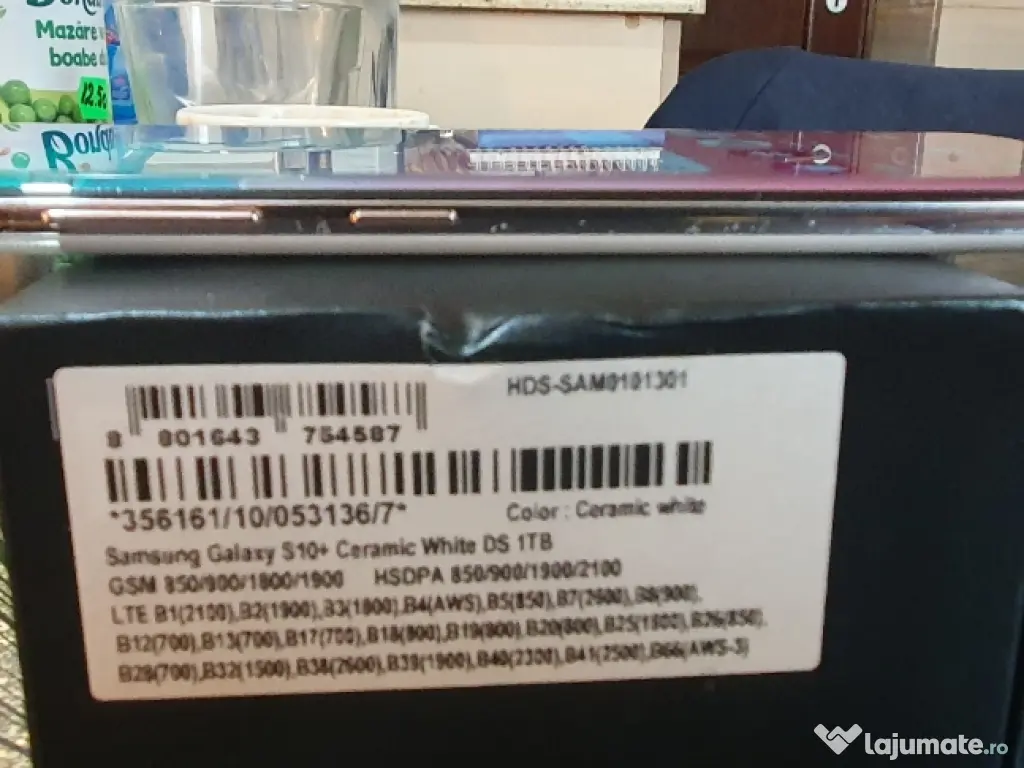 Mazăre
boabe
12.5
HDS-SAM0101301
8 801643 754587
*356161/10/053136/7*
Color : Ceramic white
Samsung Galaxy S10+ Ceramic White DS 1TB
GSM 850/900/1800/1900 HSDPA 850/900/1900/2100
LTE B1(2100),B2(1900),B3(1800),B4(AWS),B5(850),B7(2600),B8(900),
B12(700),B13(700),B17(700),B18(800),B19(800),B20(800),B25(1900),B26(850),
B28(700),B32(1500),B38(2600),B39(1900),B40(2300),B41(2500),B66(AWS-3)
lajumate.ro